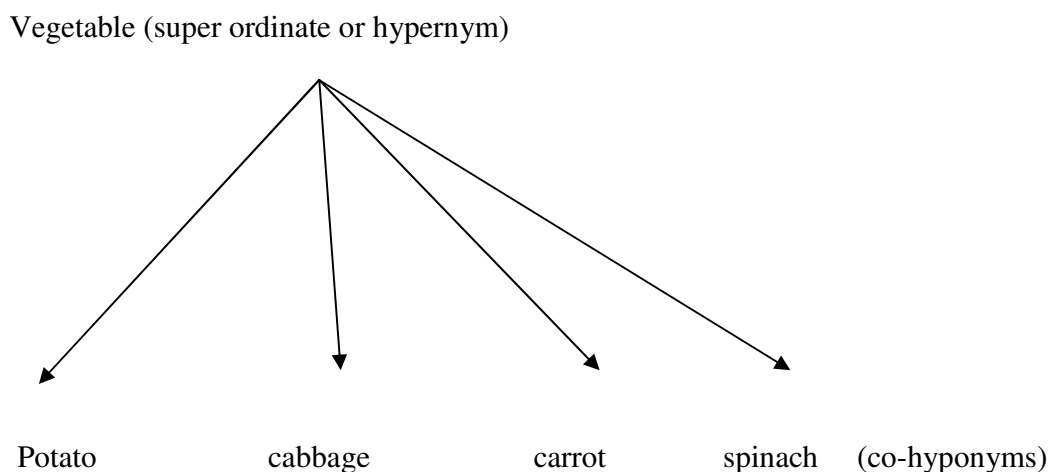 Vegetable (super ordinate or hypernym)
Potato cabbage carrot spinach (co-hyponyms)